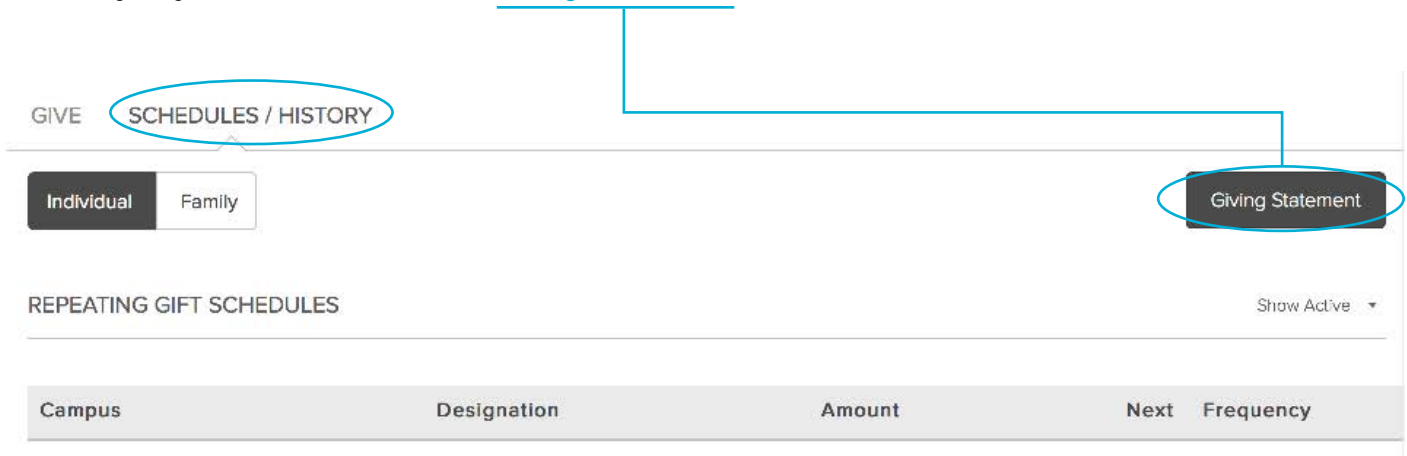 GIVE SCHEDULES / HISTORY
Individual Family Giving Statement
REPEATING GIFT SCHEDULES Show Active
Campus Designation Amount Next Frequency